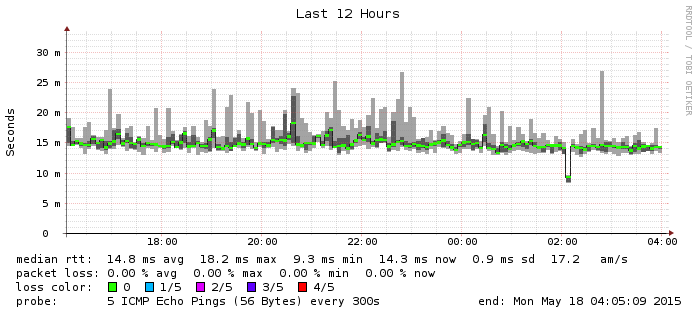 Last 12 Hours
RRDTOOL / TOBI OETIKER
Seconds
30 m
25 m
20 m
15 m
10 m
5 m
0
18:00 20:00 22:00 00:00 02:00 04:00
median rtt: 14.8 ms avg 18.2 ms max 9.3 ms min 14.3 ms now 0.9 ms sd 17.2 am/s
packet loss: 0.00 % avg 0.00 % max 0.00 % min 0.00 % now
loss color: 0 1/5 2/5 3/5 4/5
probe: 5 ICMP Echo Pings (56 Bytes) every 300s end: Mon May 18 04:05:09 2015